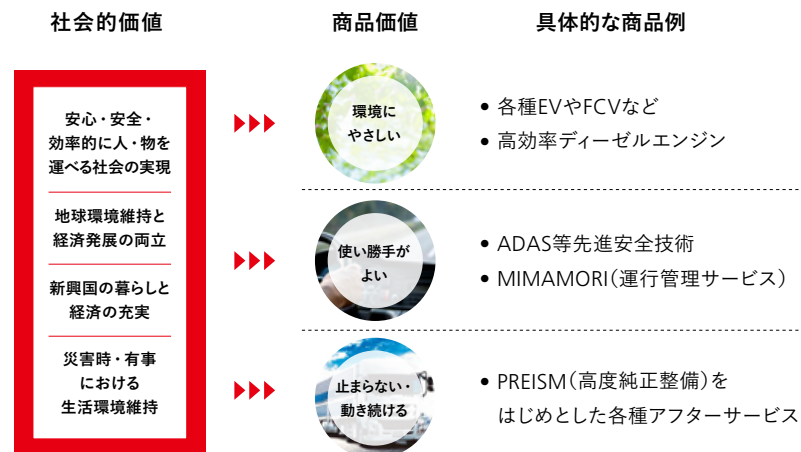 社会的価値
商品価値
具体的な商品例
安心・安全・
効率的に人・物を
運べる社会の実現
地球環境維持と
経済発展の両立
新興国の暮らしと
経済の充実
災害時・有事
における
生活環境維持
環境に
やさしい
• 各種EVやFCVなど
• 高効率ディーゼルエンジン
使い勝手が
よい
• ADAS等先進安全技術
• MIMAMORI（運行管理サービス）
止まらない・
動き続ける
• PREISM（高度純正整備）を
はじめとした各種アフターサービス